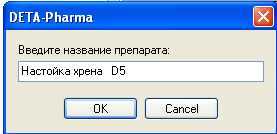 DETA-Pharma
Введите название препарата:
Настойка хрена D5
OK Cancel